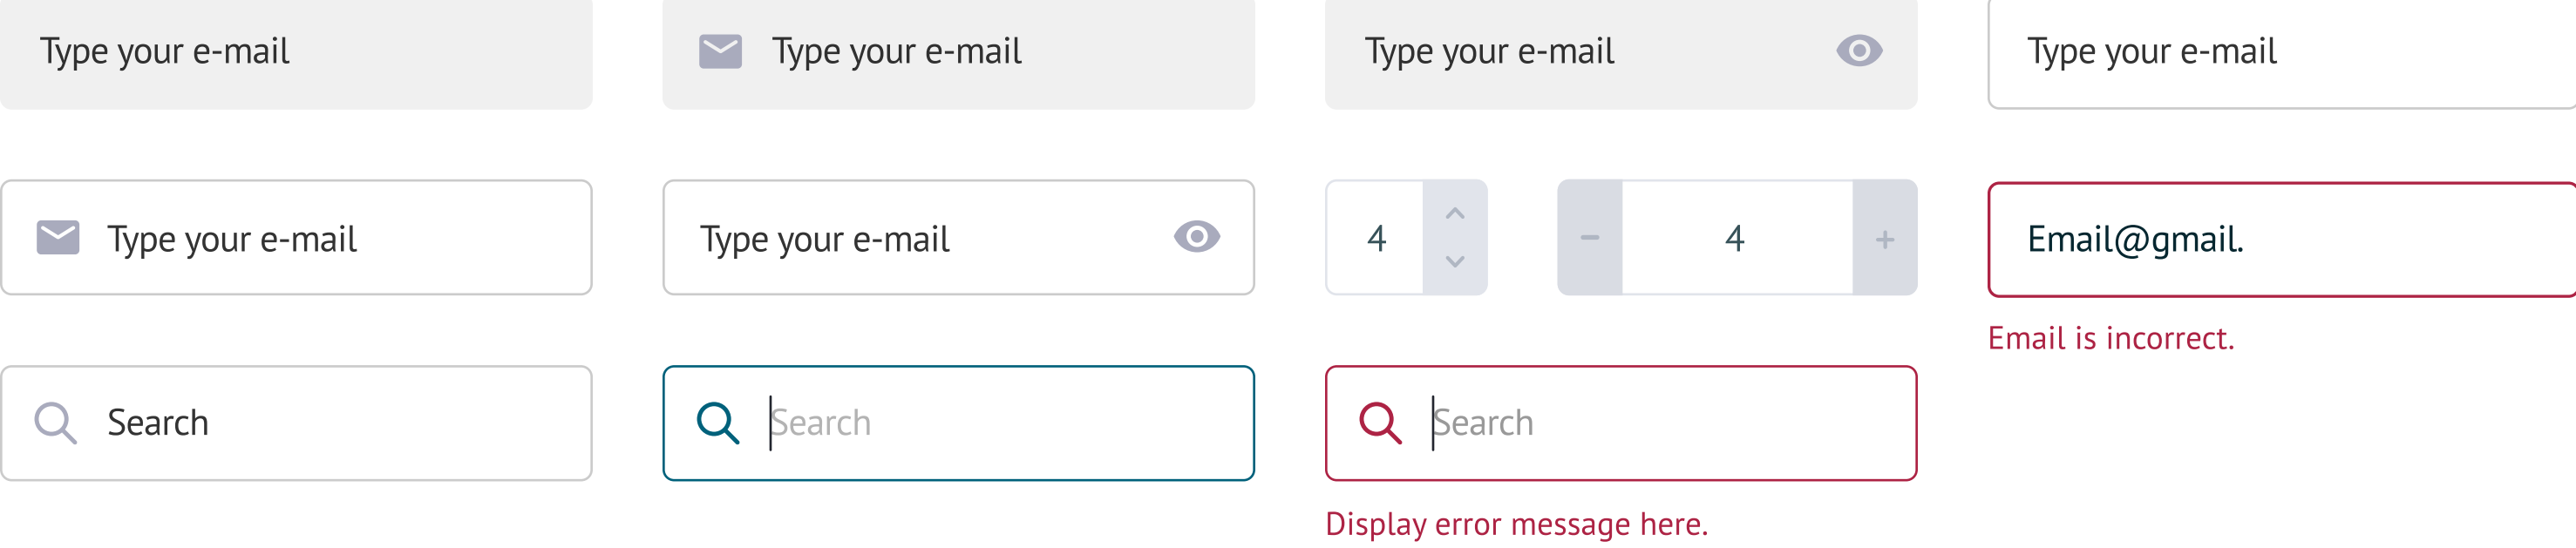 Type your e-mail
Type your e-mail
Type your e-mail
Type your e-mail
Type your e-mail
Type your e-mail
4
4
Email@gmail.
Email is incorrect.
Search
Search
Search
Display error message here.